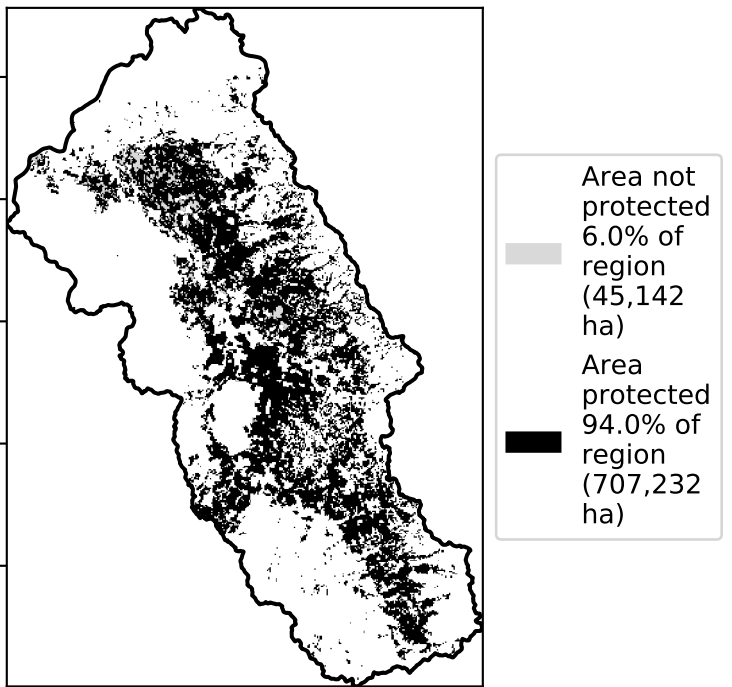 Area not
protected
6.0% of
region
(45,142
ha)
Area
protected
94.0% of
region
(707,232
ha)